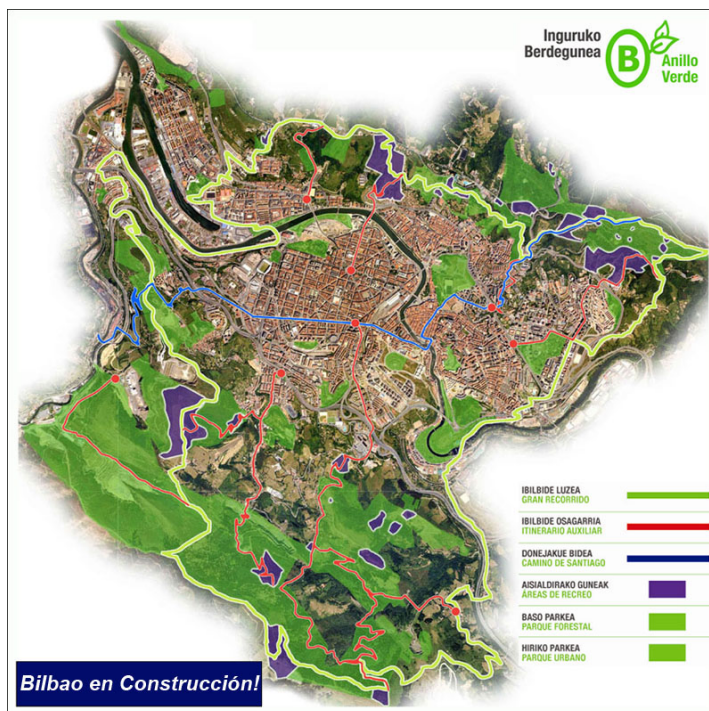 Inguruko
Berdegunea
B
Anillo
Verde
IBILBIDE LUZEA
GRAN RECORRIDO
IBILBIDE OSAGARRIA
ITINERARIO AUXILIAR
DONEJAKUE BIDEA
CAMINO DE SANTIAGO
AISIALDIRAKO GUNEAK
ÁREAS DE RECREO
BASO PARKEA
PARQUE FORESTAL
HIRIKO PARKEA
PARQUE URBANO
Bilbao en Construcción!